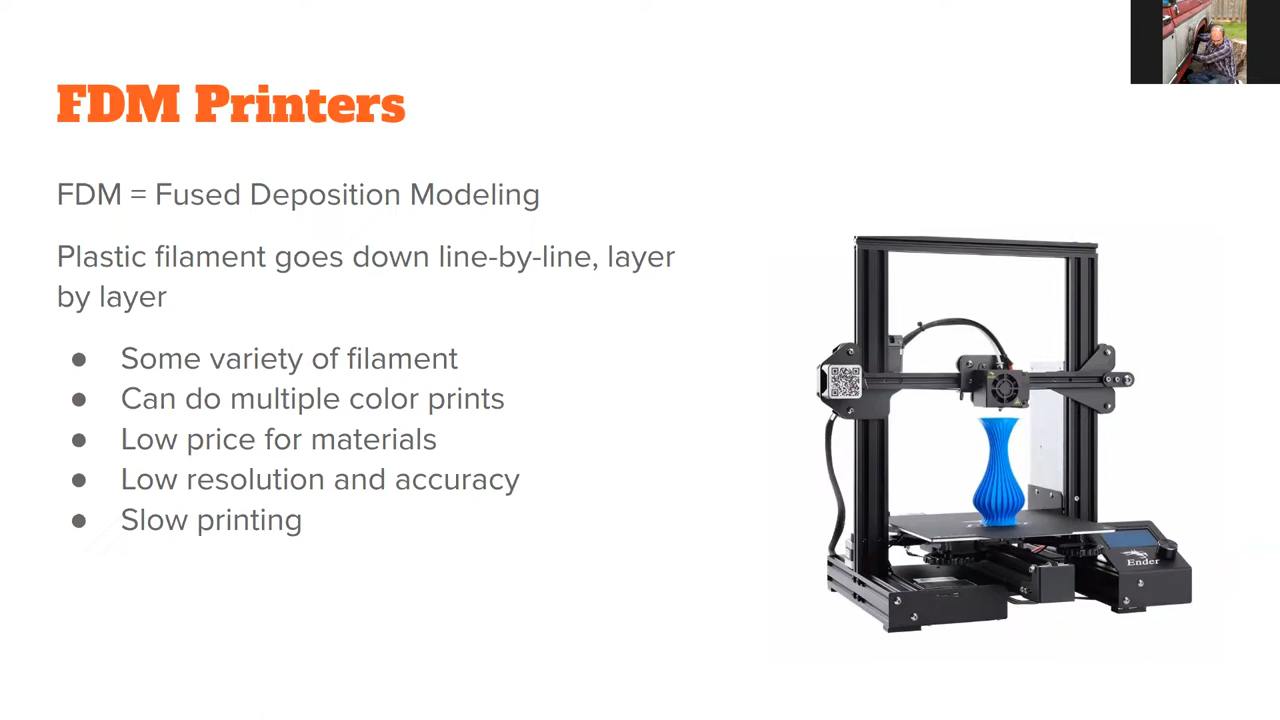 FDM Printers
FDM = Fused Deposition Modeling
Plastic filament goes down line-by-line, layer
by layer
● Some variety of filament
● Can do multiple color prints
● Low price for materials
● Low resolution and accuracy
● Slow printing
Ender